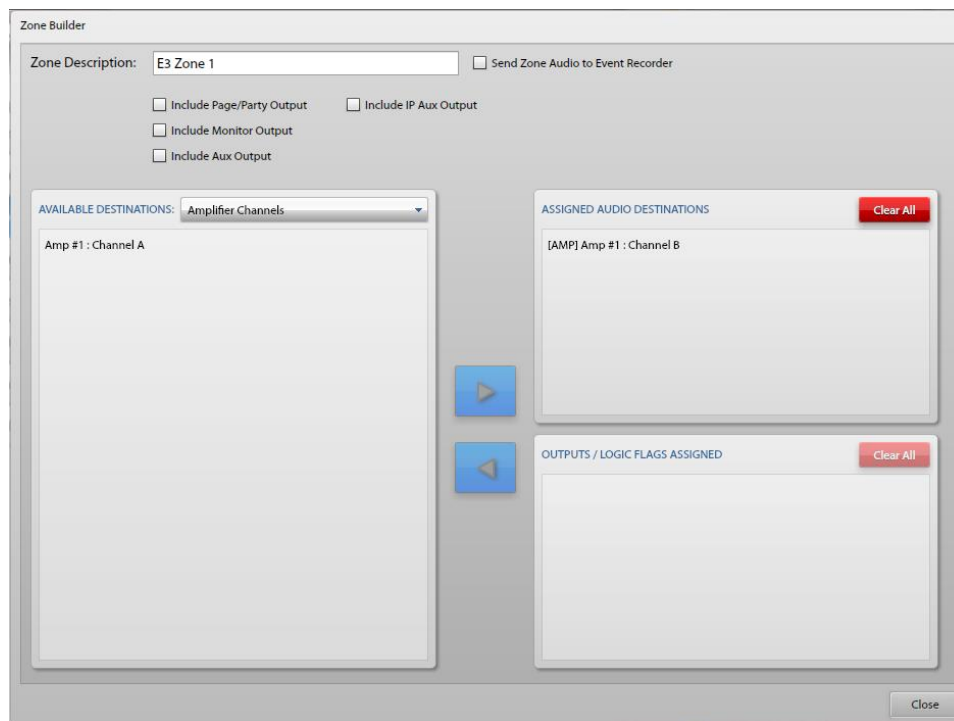 Zone Builder
Zone Description: E3 Zone 1 Send Zone Audio to Event Recorder
Include Page/Party Output Include IP Aux Output
Include Monitor Output
Include Aux Output
AVAILABLE DESTINATIONS: Amplifier Channels
Amp #1 : Channel A
ASSIGNED AUDIO DESTINATIONS Clear All
[AMP] Amp #1 : Channel B
OUTPUTS / LOGIC FLAGS ASSIGNED Clear All
Close